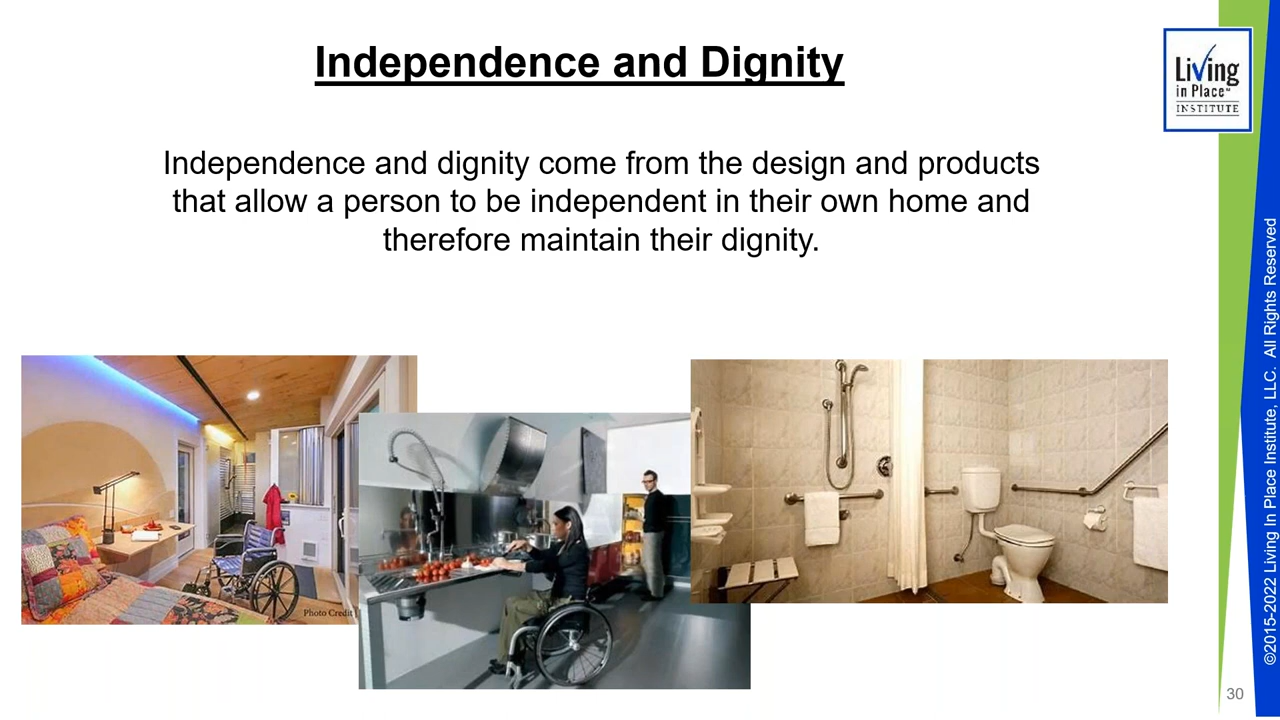 Independence and Dignity
Living
in Place℠
INSTITUTE
Independence and dignity come from the design and products
that allow a person to be independent in their own home and
therefore maintain their dignity.
Photo Credit
©2015-2022 Living In Place Institute, LLC. All Rights Reserved
30